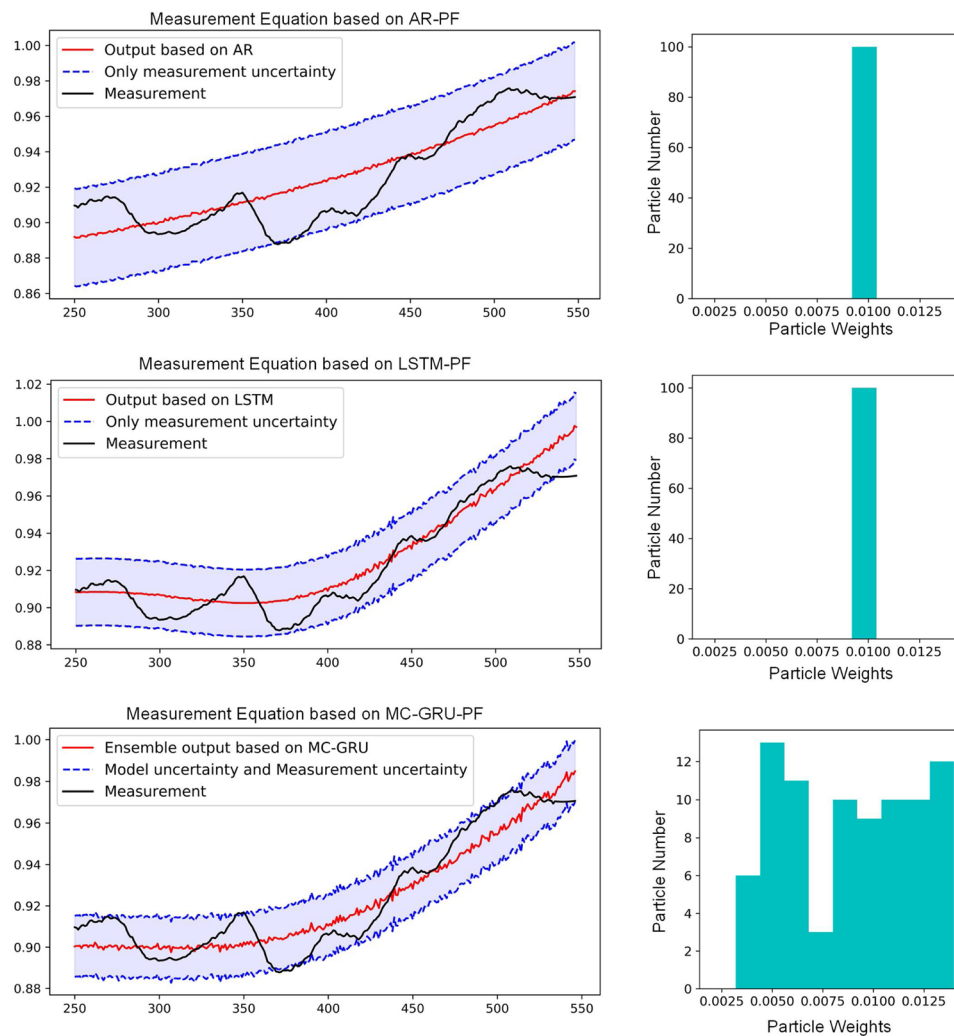 Measurement Equation based on AR-PF
Output based on AR
Only measurement uncertainty
Measurement
1.00
0.98
0.96
0.94
0.92
0.90
0.88
0.86
250 300 350 400 450 500 550
Particle Number
100
80
60
40
20
0
0.0025 0.0050 0.0075 0.0100 0.0125
Particle Weights
Measurement Equation based on LSTM-PF
Output based on LSTM
Only measurement uncertainty
Measurement
1.02
1.00
0.98
0.96
0.94
0.92
0.90
0.88
250 300 350 400 450 500 550
Particle Number
100
80
60
40
20
0
0.0025 0.0050 0.0075 0.0100 0.0125
Particle Weights
Measurement Equation based on MC-GRU-PF
Ensemble output based on MC-GRU
Model uncertainty and Measurement uncertainty
Measurement
1.00
0.98
0.96
0.94
0.92
0.90
0.88
250 300 350 400 450 500 550
Particle Number
12
10
8
6
4
2
0
0.0025 0.0050 0.0075 0.0100 0.0125
Particle Weights